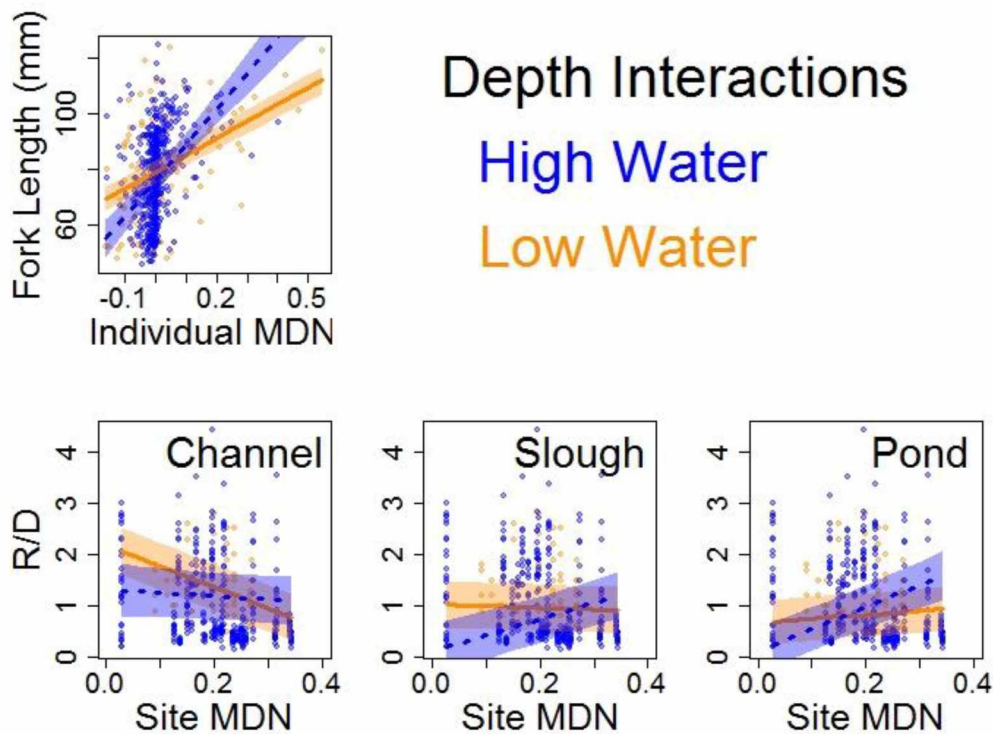 Fork Length (mm)
100
60
-0.1 0.2 0.5
Individual MDN
Depth Interactions
High Water
Low Water
R/D
Channel
4
3
2
1
0
0.0 0.2 0.4
Site MDN
Slough
4
3
2
1
0
0.0 0.2 0.4
Site MDN
Pond
4
3
2
1
0
0.0 0.2 0.4
Site MDN